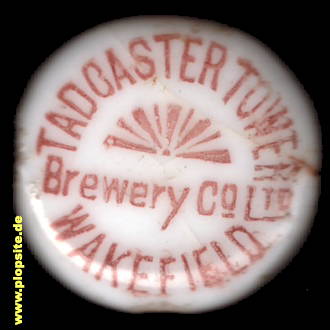 TADCASTER TOWER
Brewery Co LTD
WAKEFIELD
www.plopsite.de